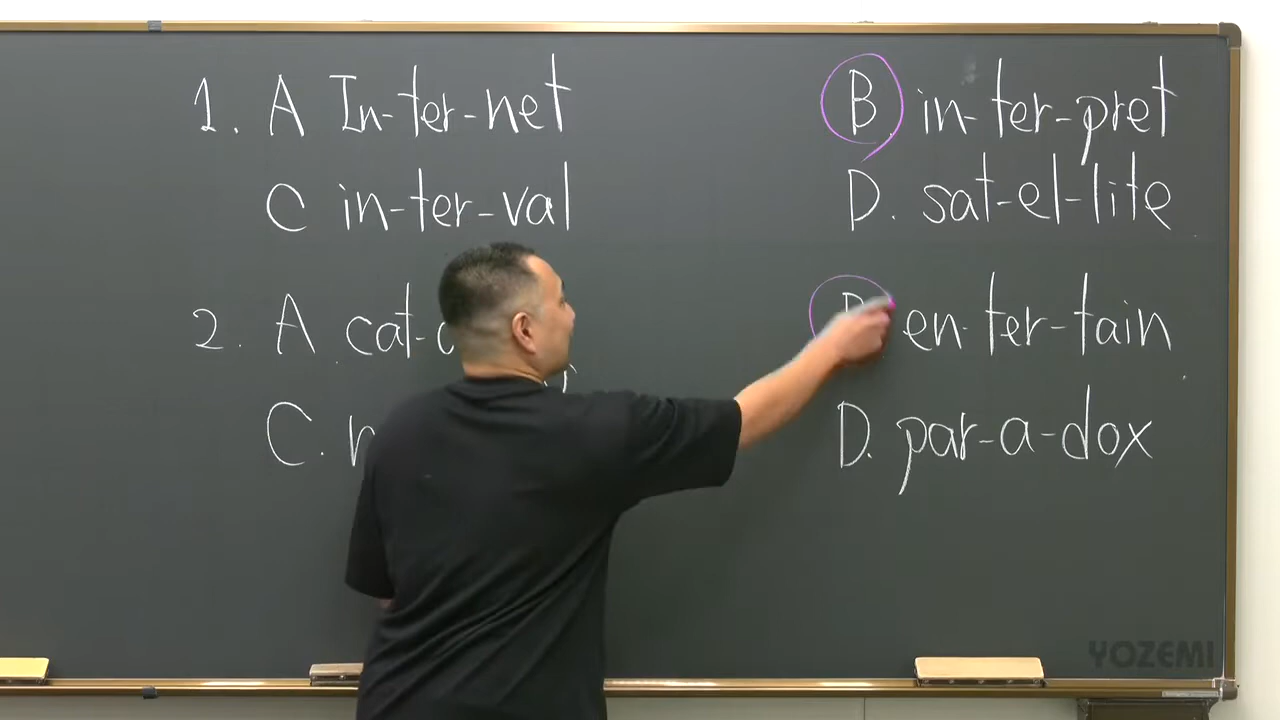 1. A In-ter-net B in-ter-pret
C in-ter-val D. sat-el-lite
2. A en-ter-tain
C. D. par-a-dox
YOZEMI